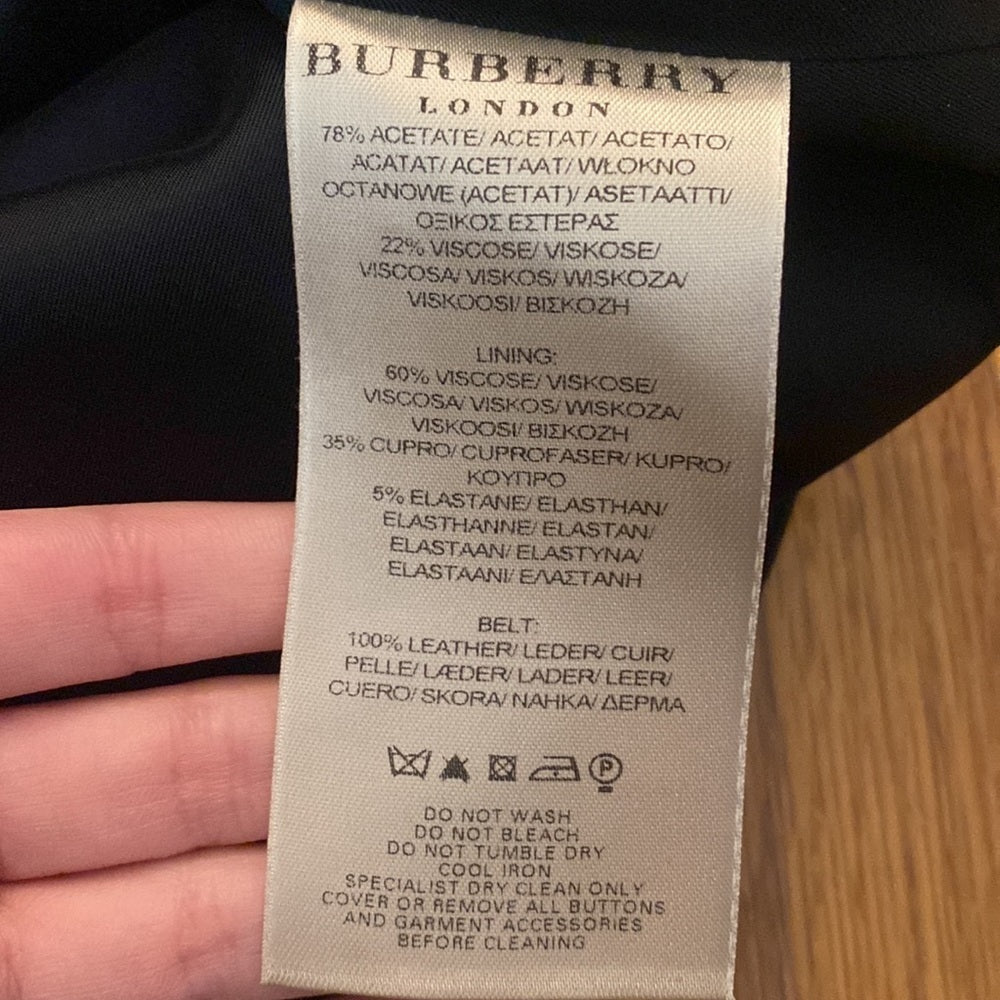 BURBERRY
LONDON
78% ACETATE/ ACETAT/ ACETATO/
ACATAT/ ACETAAT/ WŁOKNO
OCTANOWE (ACETAT)/ ASETAATTI/
ΟΞΙΚΟΣ ΕΣΤΕΡΑΣ
22% VISCOSE/ VISKOSE/
VISCOSA/ VISKOS/ WISKOZA/
VISKOOSI/ ΒΙΣΚΟΖΗ
LINING:
60% VISCOSE/ VISKOSE/
VISCOSA/ VISKOS/ WISKOZA/
VISKOOSI/ ΒΙΣΚΟΖΗ
35% CUPRO/ CUPROFASER/ KUPRO/
ΚΟΥΠΡΟ
5% ELASTANE/ ELASTHAN/
ELASTHANNE/ ELASTAN/
ELASTAAN/ ELASTYNA/
ELASTAANI/ ΕΛΑΣΤΑΝΗ
BELT:
100% LEATHER/ LEDER/ CUIR/
PELLE/ LÆDER/ LADER/ LEER/
CUERO/ SKORA/ NAHKA/ ΔΕΡΜΑ
P
DO NOT WASH
DO NOT BLEACH
DO NOT TUMBLE DRY
COOL IRON
SPECIALIST DRY CLEAN ONLY
COVER OR REMOVE ALL BUTTONS
AND GARMENT ACCESSORIES
BEFORE CLEANING